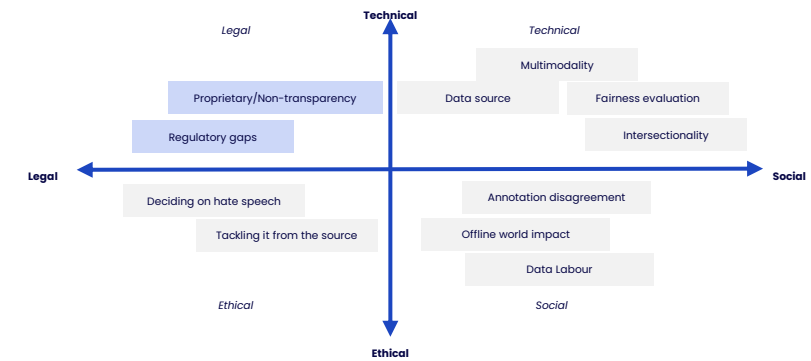 Technical
Legal
Technical
Multimodality
Proprietary/Non-transparency
Data source
Fairness evaluation
Regulatory gaps
Intersectionality
Legal
Social
Deciding on hate speech
Annotation disagreement
Tackling it from the source
Offline world impact
Data Labour
Ethical
Social
Ethical